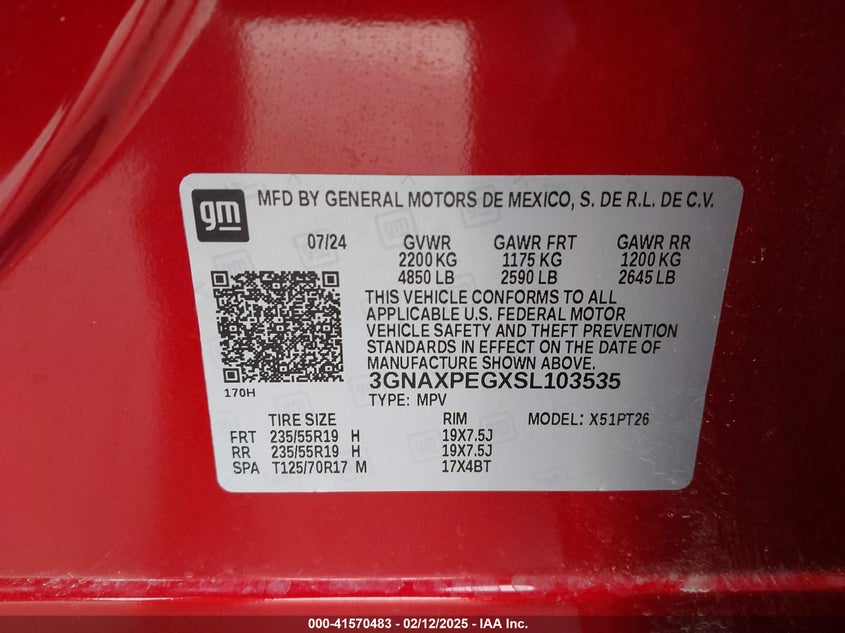 gm
MFD BY GENERAL MOTORS DE MEXICO, S. DE R.L. DE C.V.
07/24 GVWR GAWR FRT GAWR RR
2200 KG 1175 KG 1200 KG
4850 LB 2590 LB 2645 LB
THIS VEHICLE CONFORMS TO ALL
APPLICABLE U.S. FEDERAL MOTOR
VEHICLE SAFETY AND THEFT PREVENTION
STANDARDS IN EFFECT ON THE DATE OF
MANUFACTURE SHOWN ABOVE.
170H
3GNAXPEGXSL103535
TYPE: MPV
TIRE SIZE RIM MODEL: X51PT26
FRT 235/55R19 H 19X7.5J
RR 235/55R19 H 19X7.5J
SPA T125/70R17 M 17X4BT
000-41570483 - 02/12/2025 - IAA Inc.